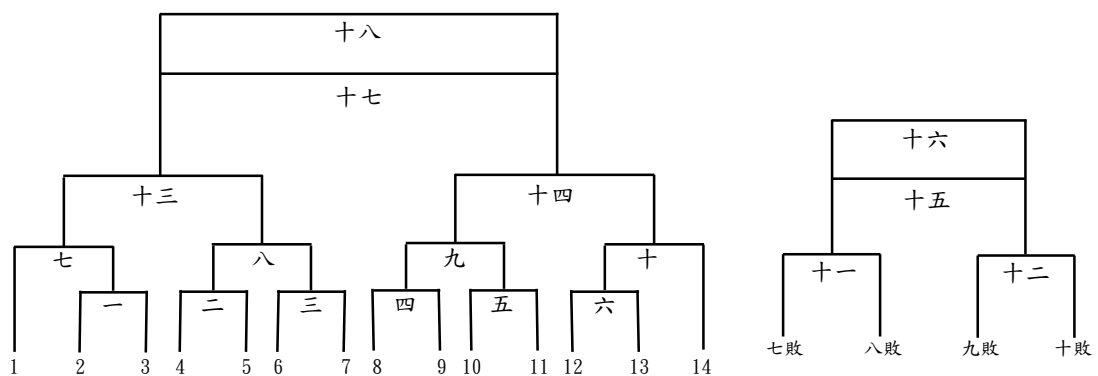 十八
十七
十六
十五
十三 十四
七 八 九 十
十一 十二
一 二 三 四 五 六
七敗 八敗 九敗 十敗
1 2 3 4 5 6 7 8 9 10 11 12 13 14